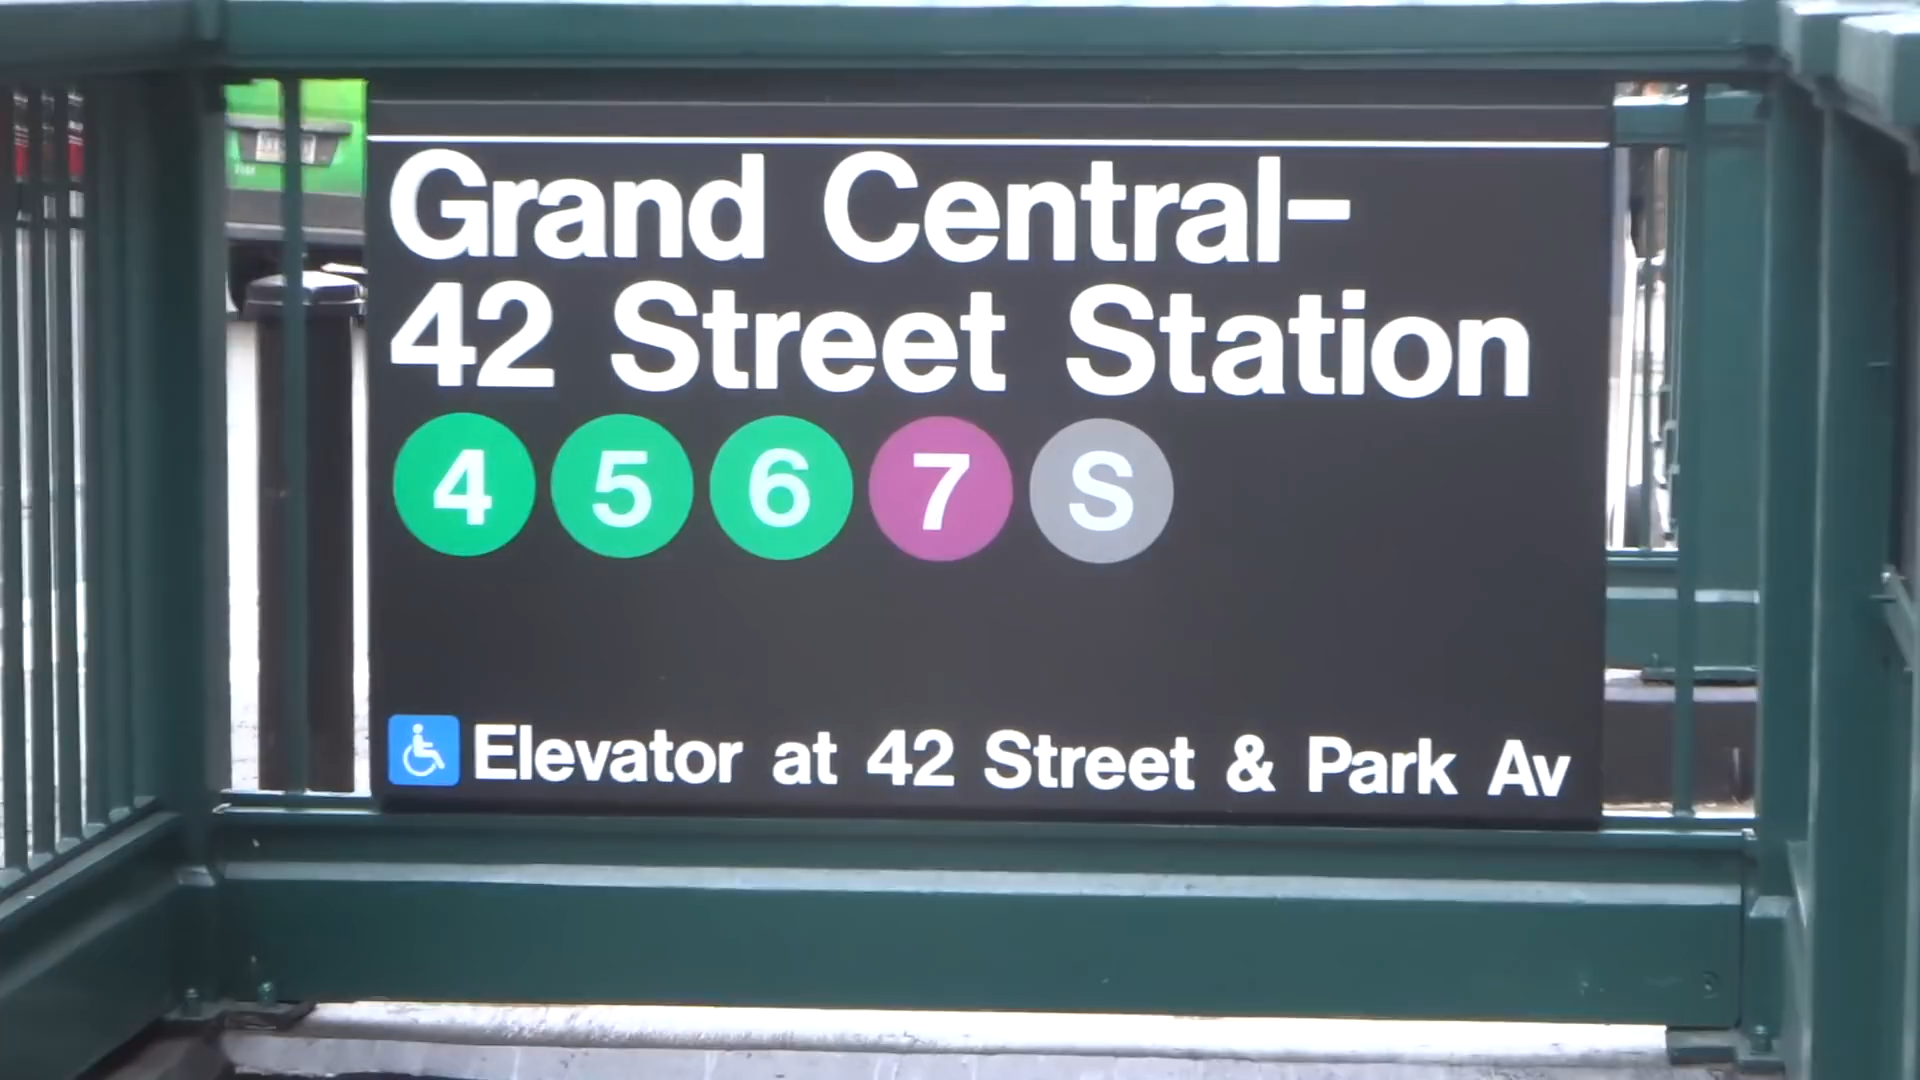 Grand Central-
42 Street Station
4 5 6 7 S
Elevator at 42 Street & Park Av